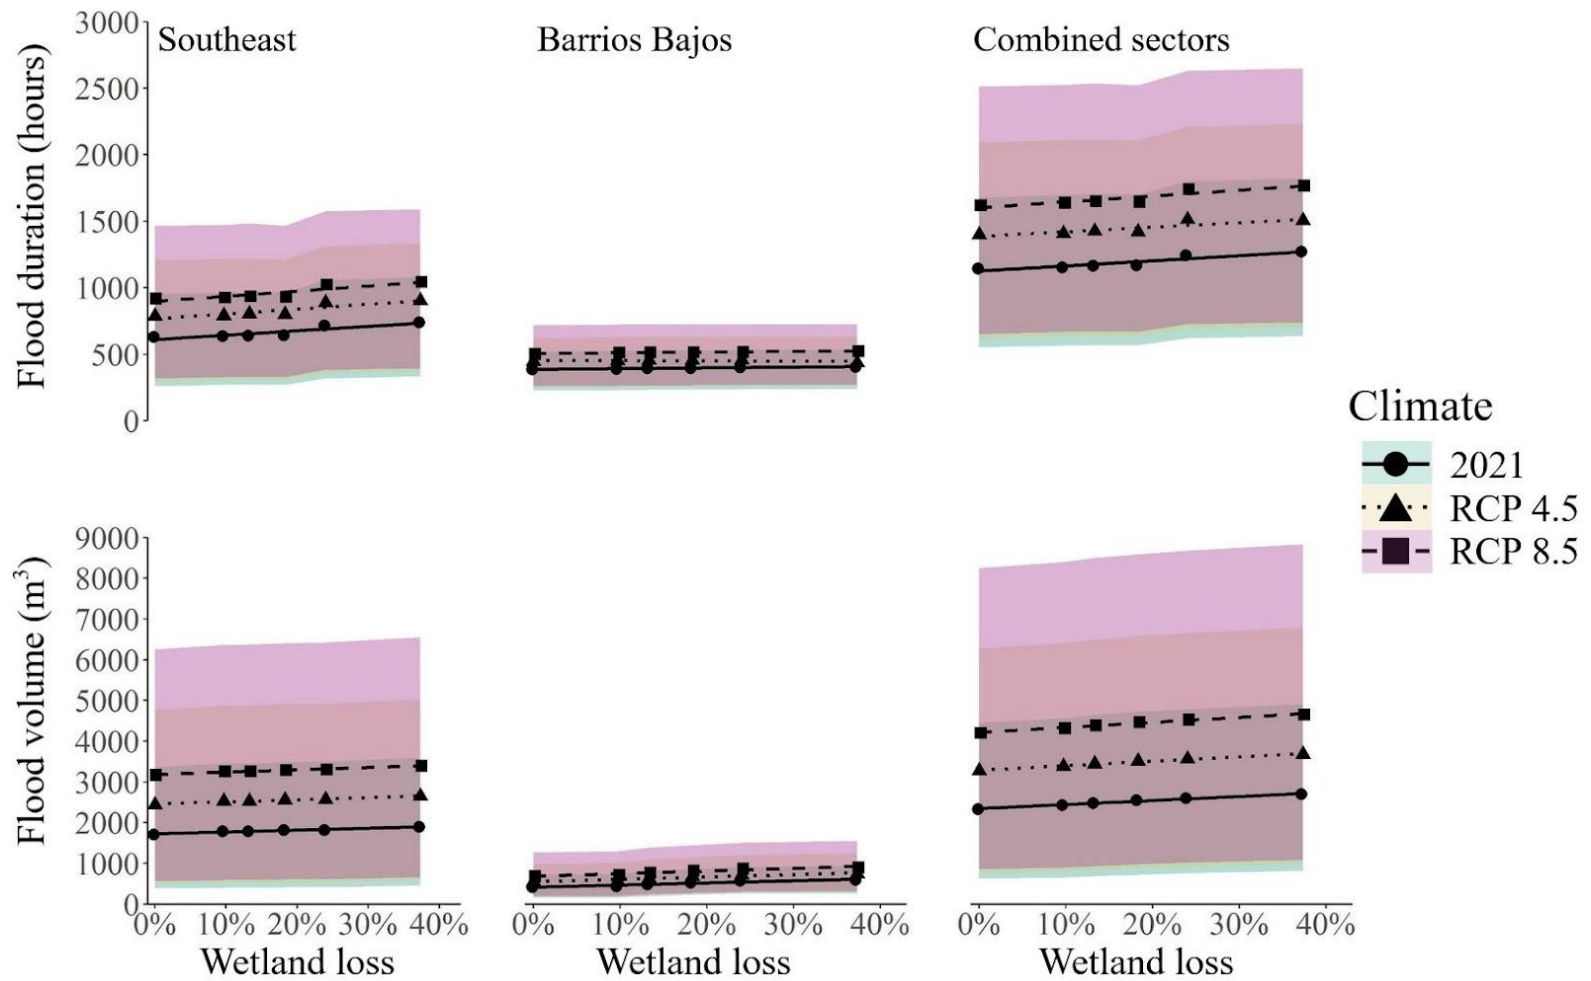 Southeast
Barrios Bajos
Combined sectors
Flood duration (hours)
3000
2500
2000
1500
1000
500
0
Climate
2021
RCP 4.5
RCP 8.5
Flood volume (m³)
9000
8000
7000
6000
5000
4000
3000
2000
1000
0
0% 10% 20% 30% 40%
0% 10% 20% 30% 40%
0% 10% 20% 30% 40%
Wetland loss
Wetland loss
Wetland loss